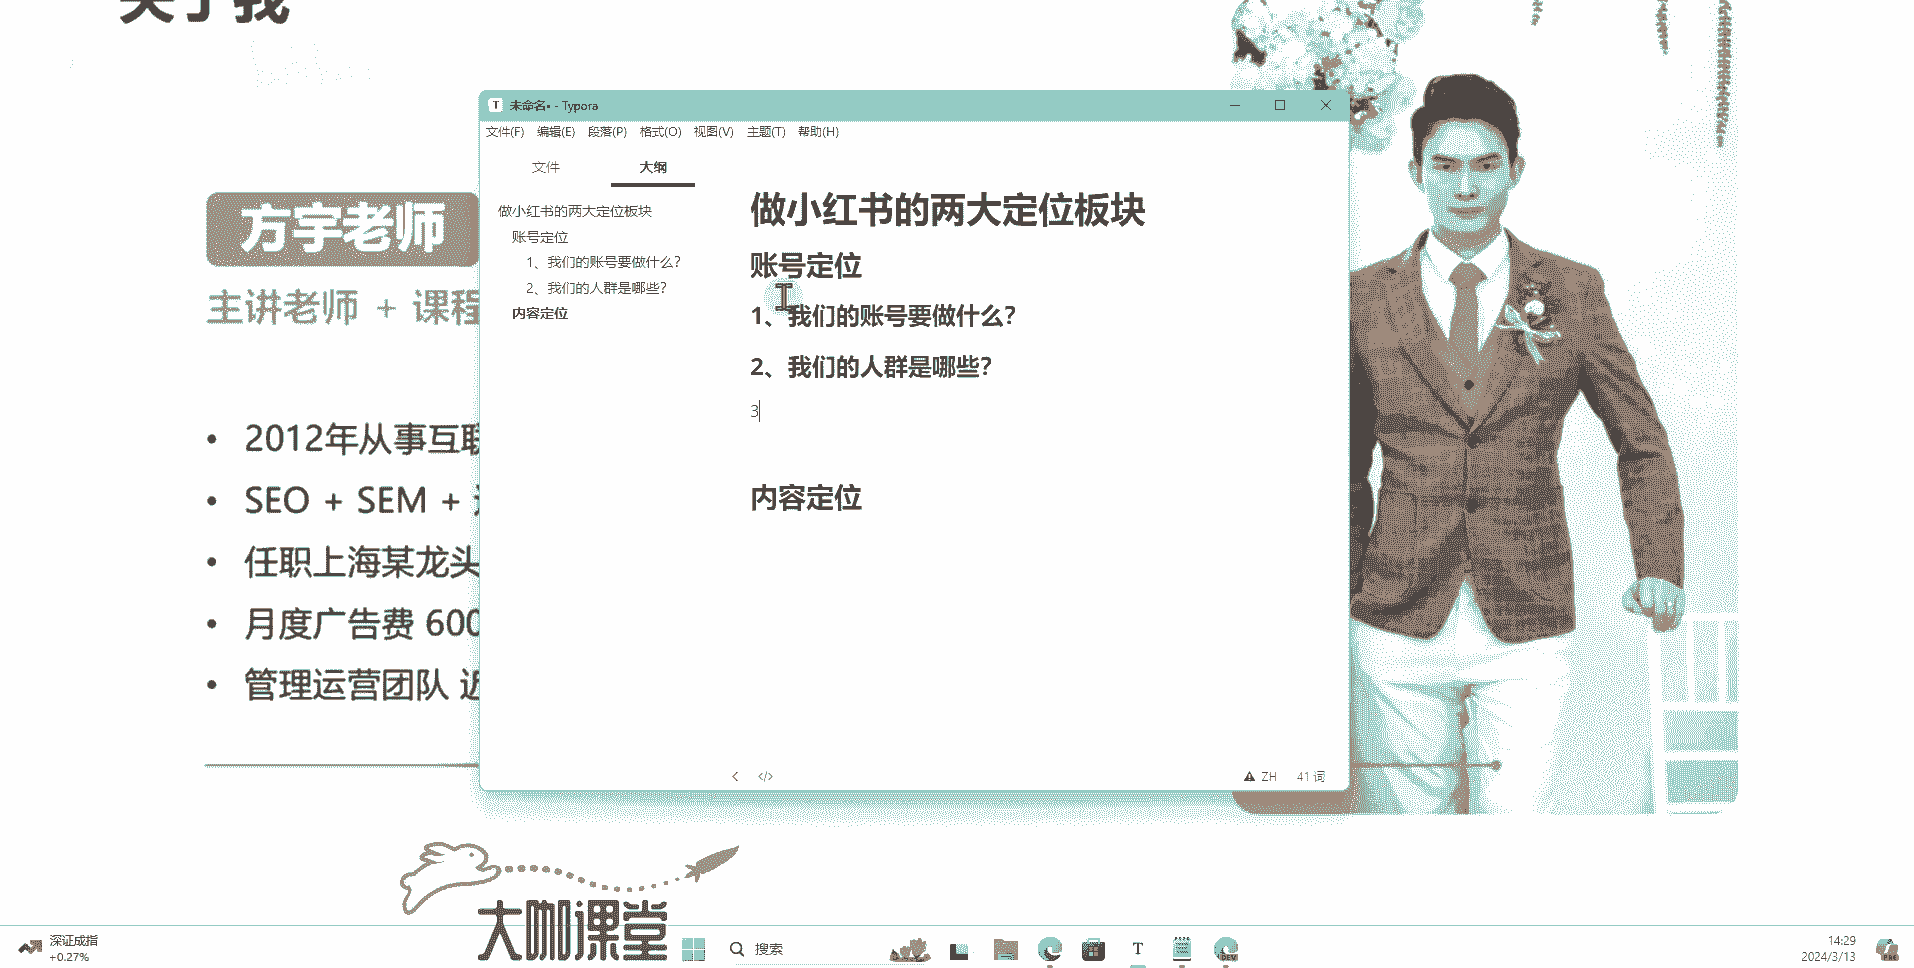 关于我
未命名• - Typora
文件(F) 编辑(E) 段落(P) 格式(O) 视图(V) 主题(T) 帮助(H)
文件 大纲
做小红书的两大定位板块
账号定位
1、我们的账号要做什么?
2、我们的人群是哪些?
内容定位
做小红书的两大定位板块
账号定位
1、我们的账号要做什么?
2、我们的人群是哪些?
3
内容定位
</> ZH 41 词
方宇老师
主讲老师 + 课程
2012年从事互联
SEO + SEM +
任职上海某龙头
月度广告费 600
管理运营团队 近
大咖课堂
深证成指
+0.27%
搜索
T
DEV
14:29
2024/3/13
PRE